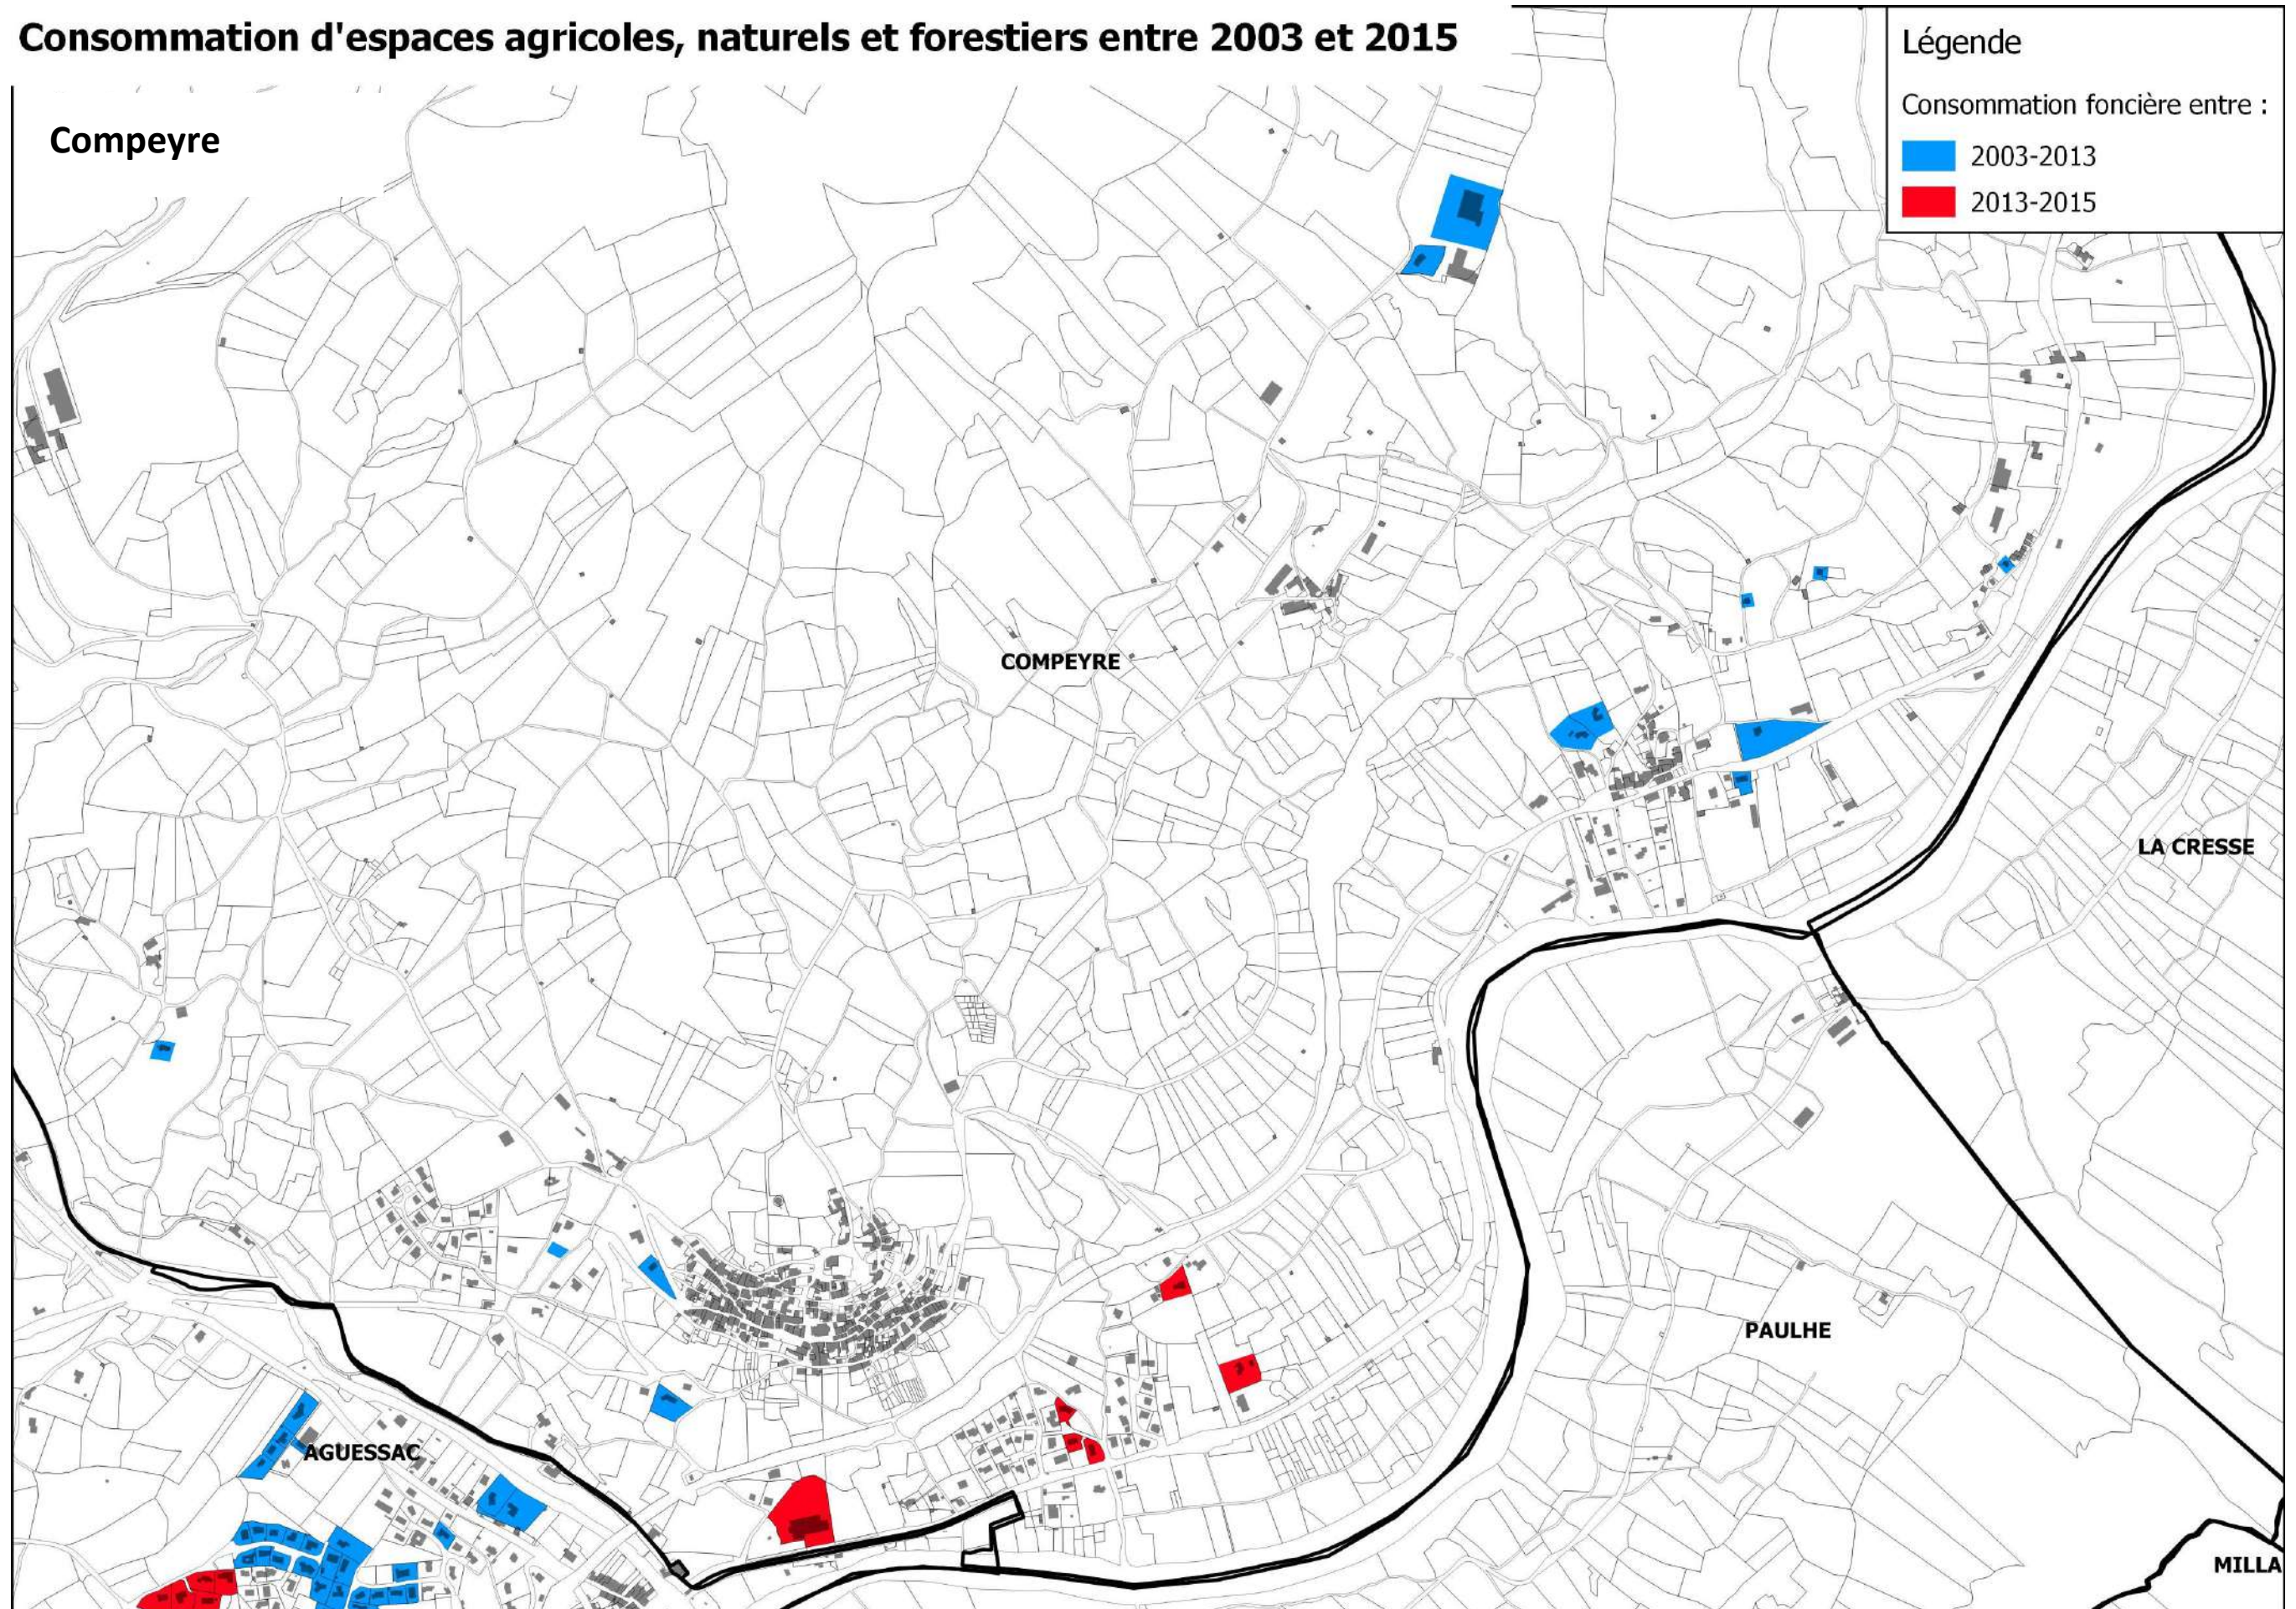 Consommation d'espaces agricoles, naturels et forestiers entre 2003 et 2015
Compeyre
Légende
Consommation foncière entre :
2003-2013
2013-2015
COMPEYRE
LA CRESSE
PAULHE
AGUESSAC
MILLA